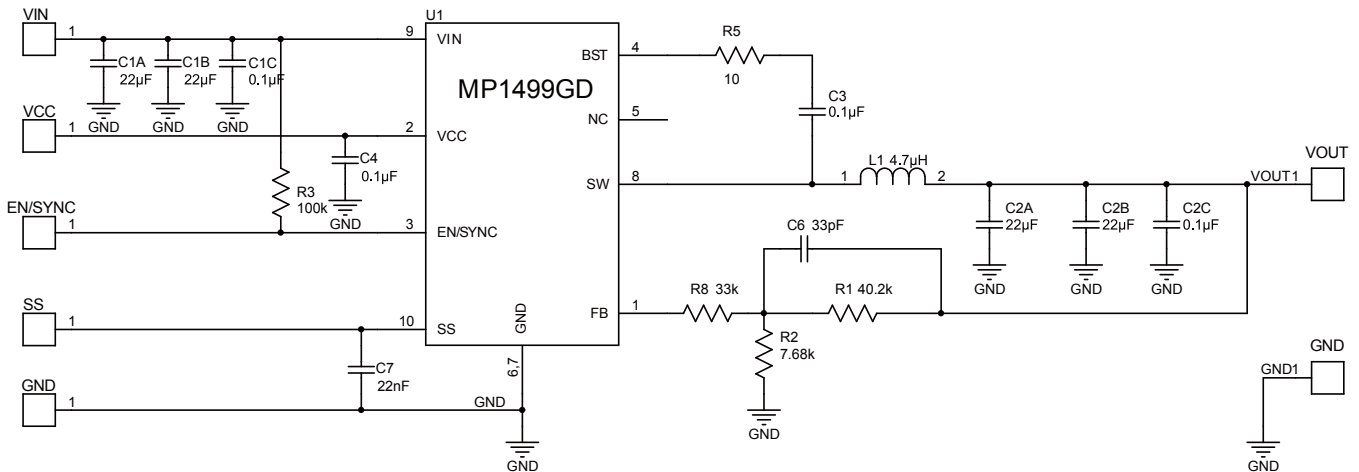 VIN
1
C1A
22µF
GND
C1B
22µF
GND
C1C
0.1µF
GND
VCC
1
C4
0.1µF
GND
R3
100k
EN/SYNC
1
SS
1
C7
22nF
GND
1
GND
GND
U1
MP1499GD
9
VIN
2
VCC
3
EN/SYNC
10
SS
GND
6,7
BST
4
NC
5
SW
8
FB
1
R5
10
C3
0.1µF
L1 4.7µH
1
2
C6 33pF
R8 33k
R1 40.2k
R2
7.68k
GND
C2A
22µF
GND
C2B
22µF
GND
C2C
0.1µF
GND
VOUT
VOUT1
GND
GND1
GND